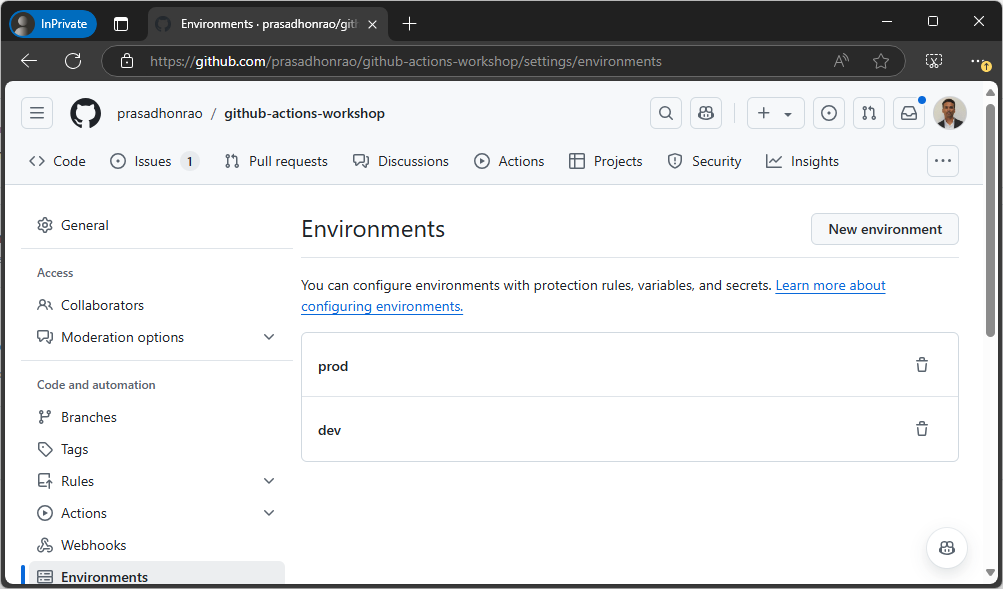 InPrivate
Environments · prasadhonrao/gith
https://github.com/prasadhonrao/github-actions-workshop/settings/environments
prasadhonrao / github-actions-workshop
Code Issues 1 Pull requests Discussions Actions Projects Security Insights
General
Access
Collaborators
Moderation options
Code and automation
Branches
Tags
Rules
Actions
Webhooks
Environments
Environments
New environment
You can configure environments with protection rules, variables, and secrets. Learn more about
configuring environments.
prod
dev